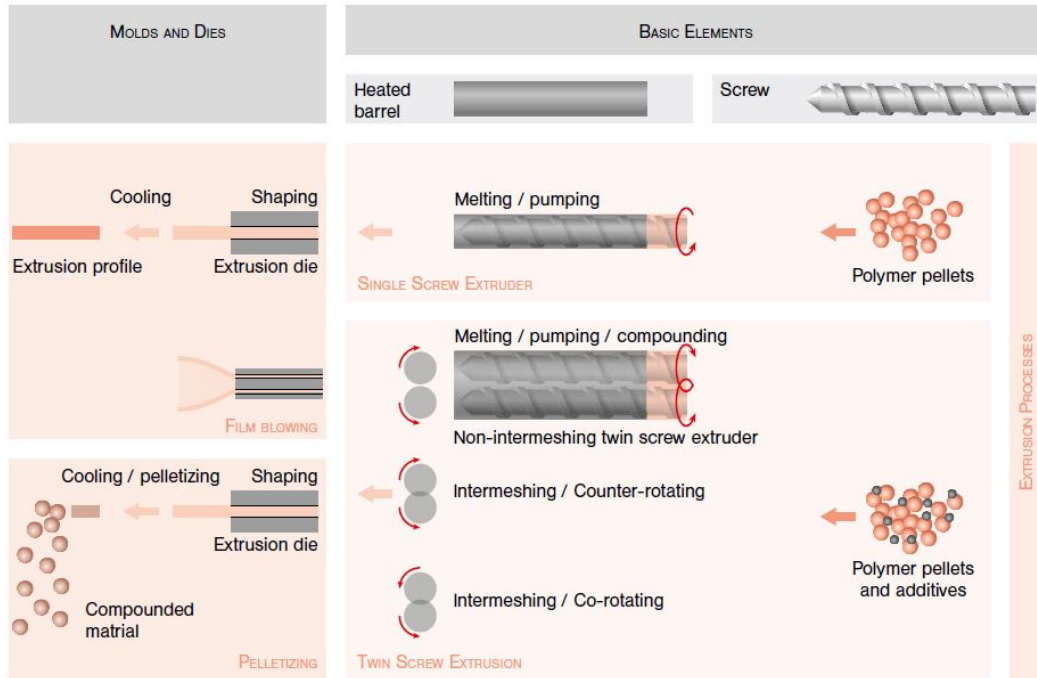 MOLDS AND DIES
BASIC ELEMENTS
Heated
barrel
Screw
Cooling
Shaping
Extrusion profile
Extrusion die
FILM BLOWING
Melting / pumping
SINGLE SCREW EXTRUDER
Polymer pellets
Melting / pumping / compounding
Non-intermeshing twin screw extruder
Intermeshing / Counter-rotating
Intermeshing / Co-rotating
TWIN SCREW EXTRUSION
Polymer pellets
and additives
Cooling / pelletizing
Shaping
Extrusion die
Compounded
matrial
PELLETIZING
EXTRUSION PROCESSES